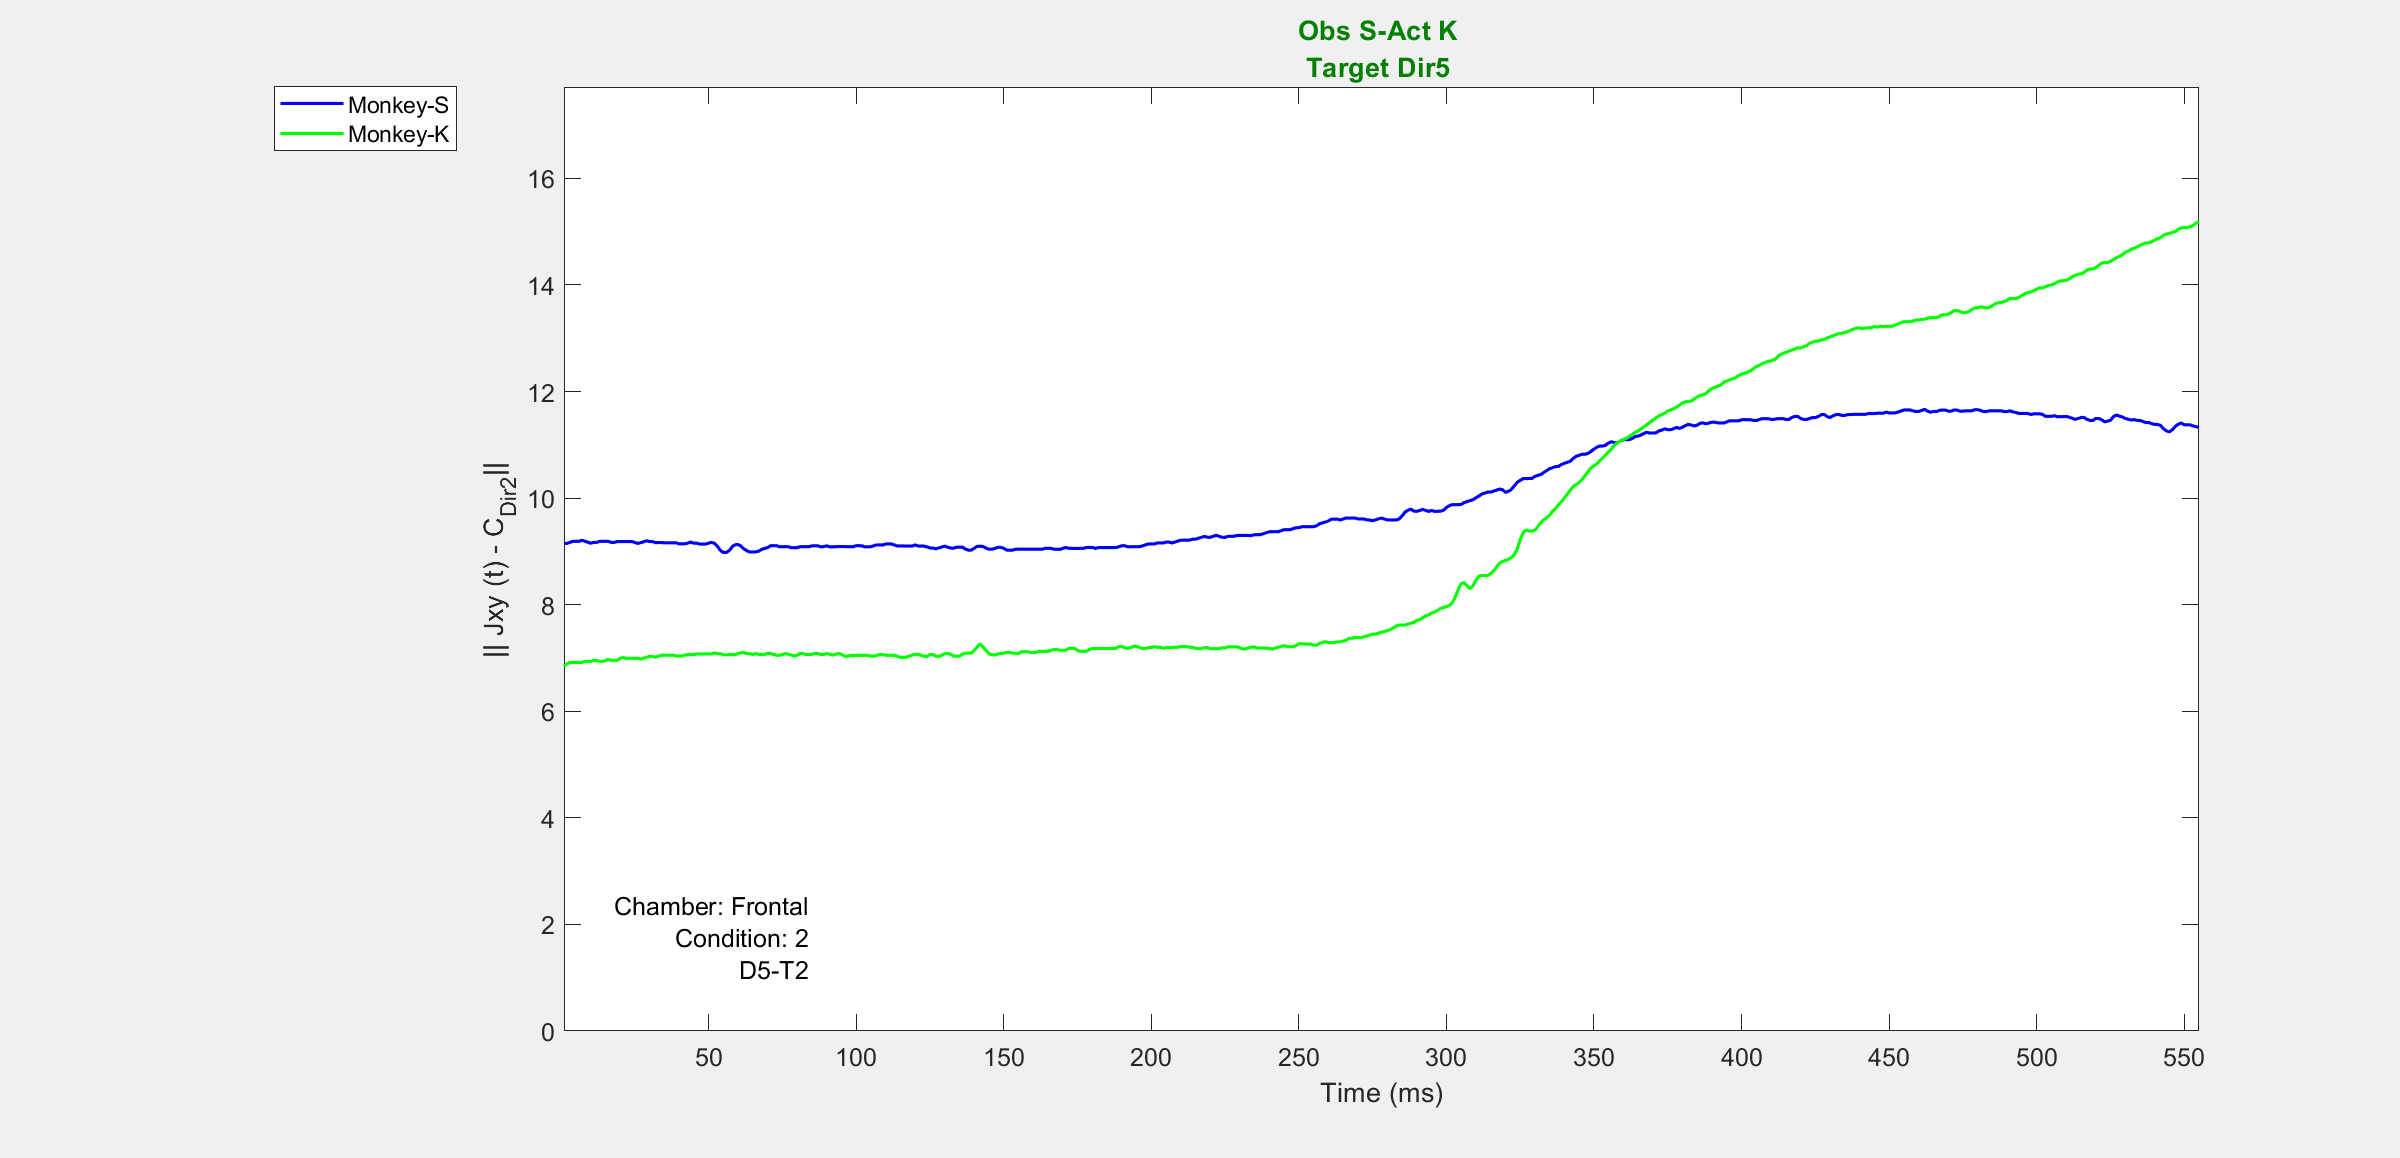 Obs S-Act K
Target Dir5
Monkey-S
Monkey-K
|| Jxy (t) - C_Dir2||
16
14
12
10
8
6
4
2
0
Chamber: Frontal
Condition: 2
D5-T2
50 100 150 200 250 300 350 400 450 500 550
Time (ms)